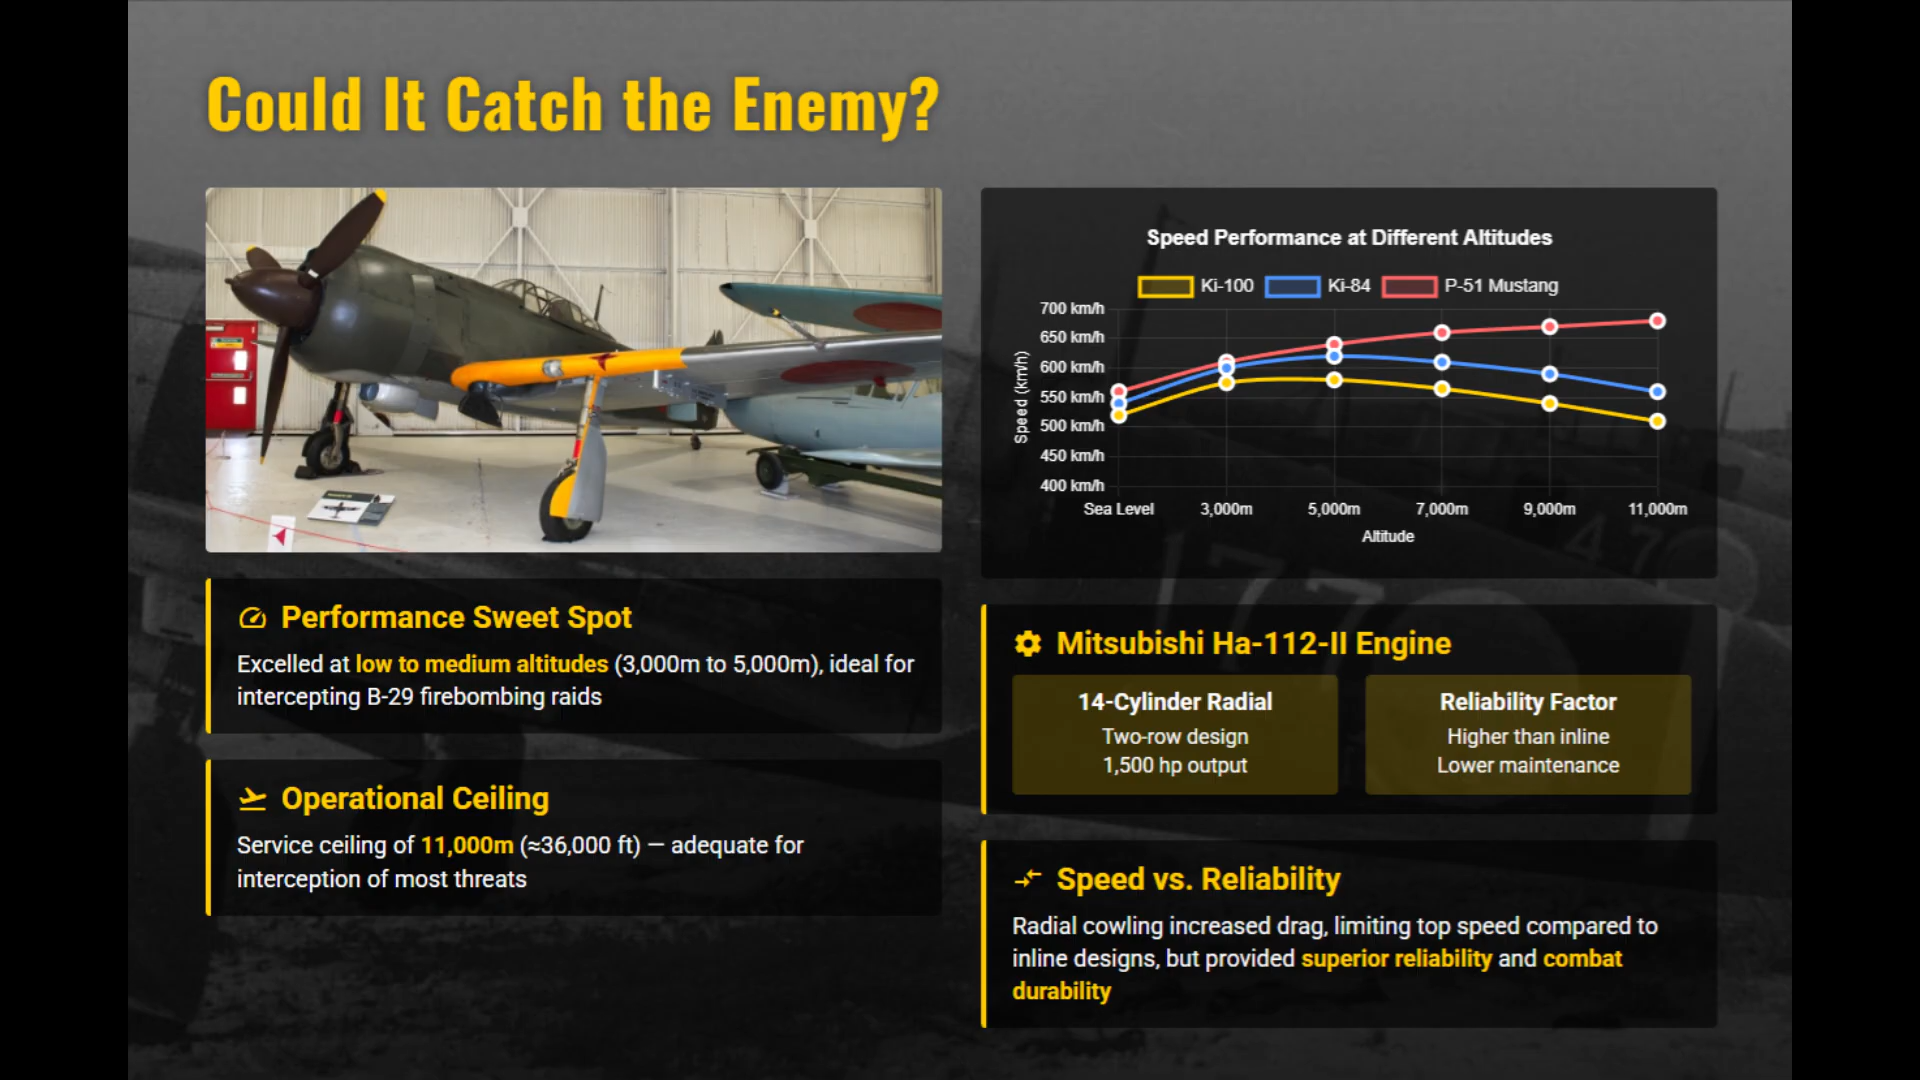 Could It Catch the Enemy?
Performance Sweet Spot
Excelled at low to medium altitudes (3,000m to 5,000m), ideal for
intercepting B-29 firebombing raids
Operational Ceiling
Service ceiling of 11,000m (≈36,000 ft) — adequate for
interception of most threats
Speed Performance at Different Altitudes
Ki-100 Ki-84 P-51 Mustang
Speed (km/h)
700 km/h
650 km/h
600 km/h
550 km/h
500 km/h
450 km/h
400 km/h
Sea Level 3,000m 5,000m 7,000m 9,000m 11,000m
Altitude
177
47
Mitsubishi Ha-112-II Engine
14-Cylinder Radial
Two-row design
1,500 hp output
Reliability Factor
Higher than inline
Lower maintenance
Speed vs. Reliability
Radial cowling increased drag, limiting top speed compared to
inline designs, but provided superior reliability and combat
durability